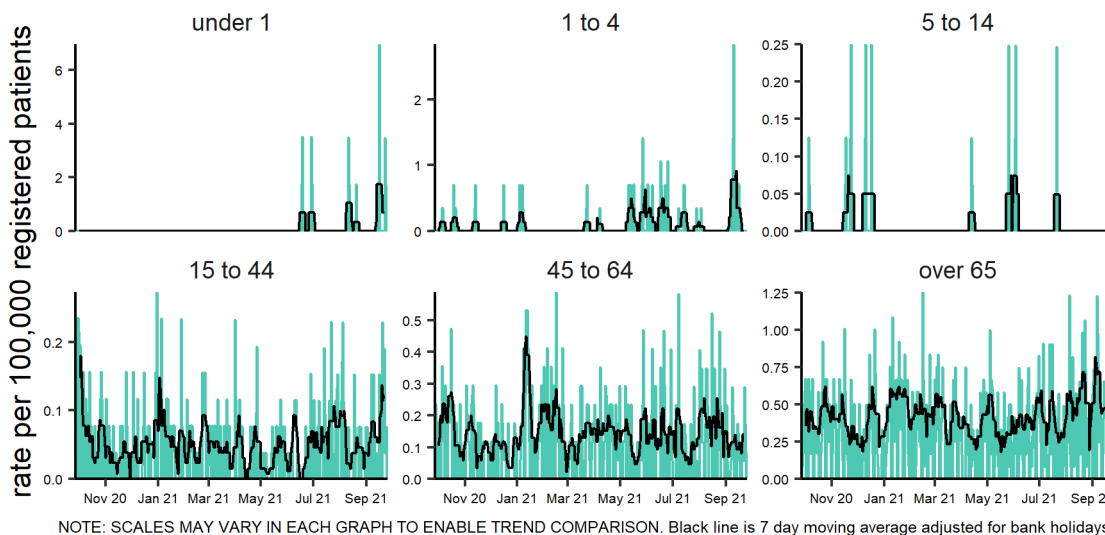 rate per 100,000 registered patients
under 1
1 to 4
5 to 14
6
4
2
0
2
1
0
0.25
0.20
0.15
0.10
0.05
0.00
15 to 44
45 to 64
over 65
0.2
0.1
0.0
0.5
0.4
0.3
0.2
0.1
0.0
1.25
1.00
0.75
0.50
0.25
0.00
Nov 20 Jan 21 Mar 21 May 21 Jul 21 Sep 21
Nov 20 Jan 21 Mar 21 May 21 Jul 21 Sep 21
Nov 20 Jan 21 Mar 21 May 21 Jul 21 Sep 2
NOTE: SCALES MAY VARY IN EACH GRAPH TO ENABLE TREND COMPARISON. Black line is 7 day moving average adjusted for bank holidays